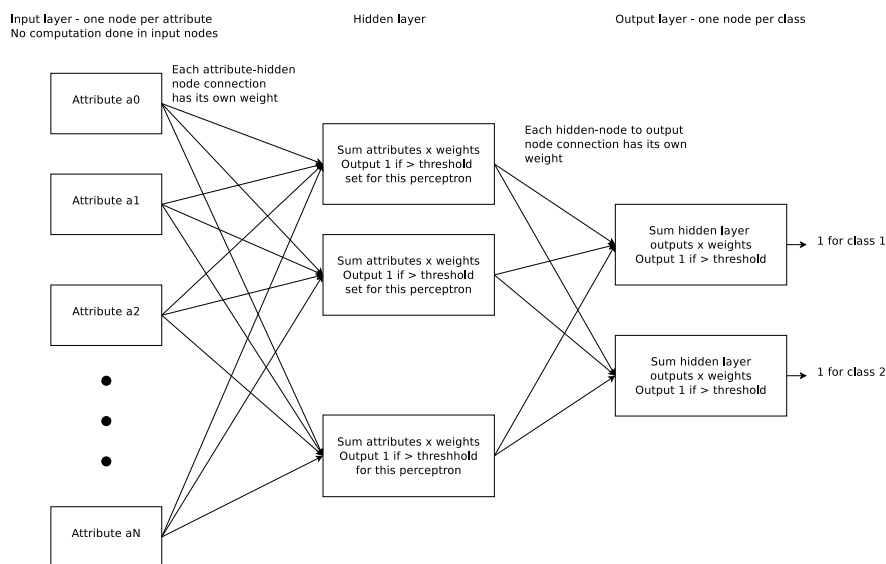 Input layer - one node per attribute
No computation done in input nodes
Hidden layer
Output layer - one node per class
Each attribute-hidden
node connection
has its own weight
Attribute a0
Attribute a1
Attribute a2
Attribute aN
Sum attributes x weights
Output 1 if > threshold
set for this perceptron
Sum attributes x weights
Output 1 if > threshold
set for this perceptron
Sum attributes x weights
Output 1 if > threshhold
for this perceptron
Each hidden-node to output
node connection has its own
weight
Sum hidden layer
outputs x weights
Output 1 if > threshold
1 for class 1
Sum hidden layer
outputs x weights
Output 1 if > threshold
1 for class 2